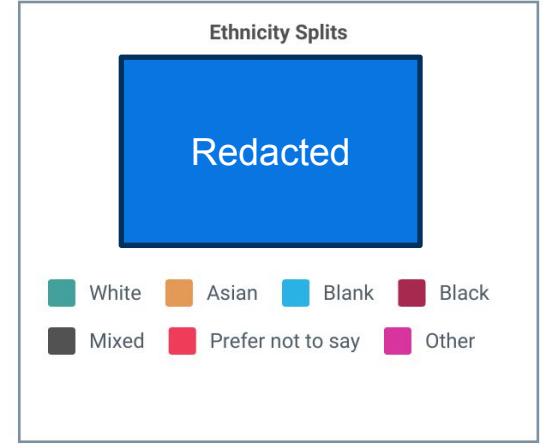 Ethnicity Splits
Redacted
White Asian Blank Black
Mixed Prefer not to say Other